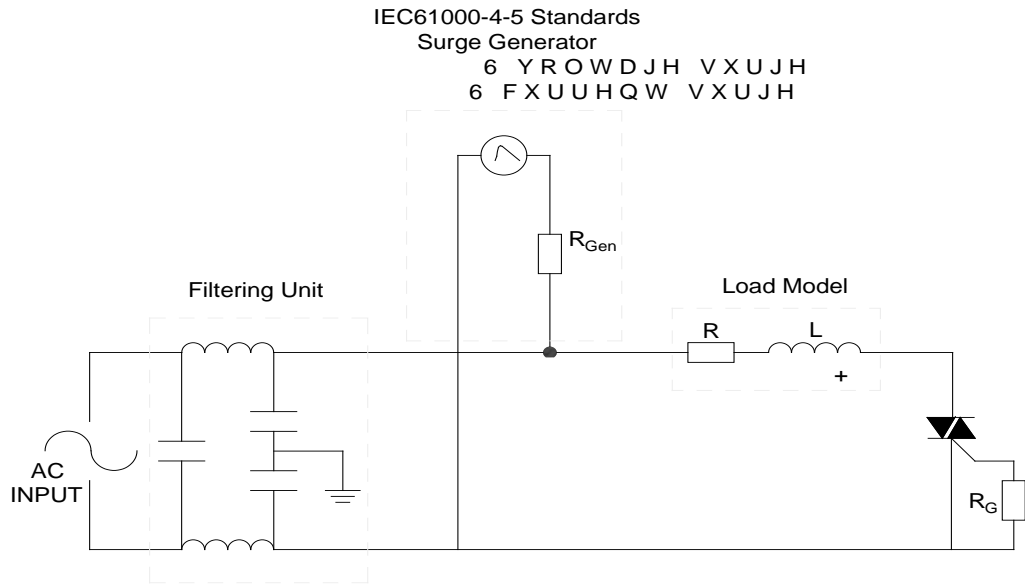 IEC61000-4-5 Standards
Surge Generator
6 YROWDJH VXUJH
6 FXUUHQW VXUJH
RGen
Filtering Unit
Load Model
R
L
+
AC
INPUT
RG